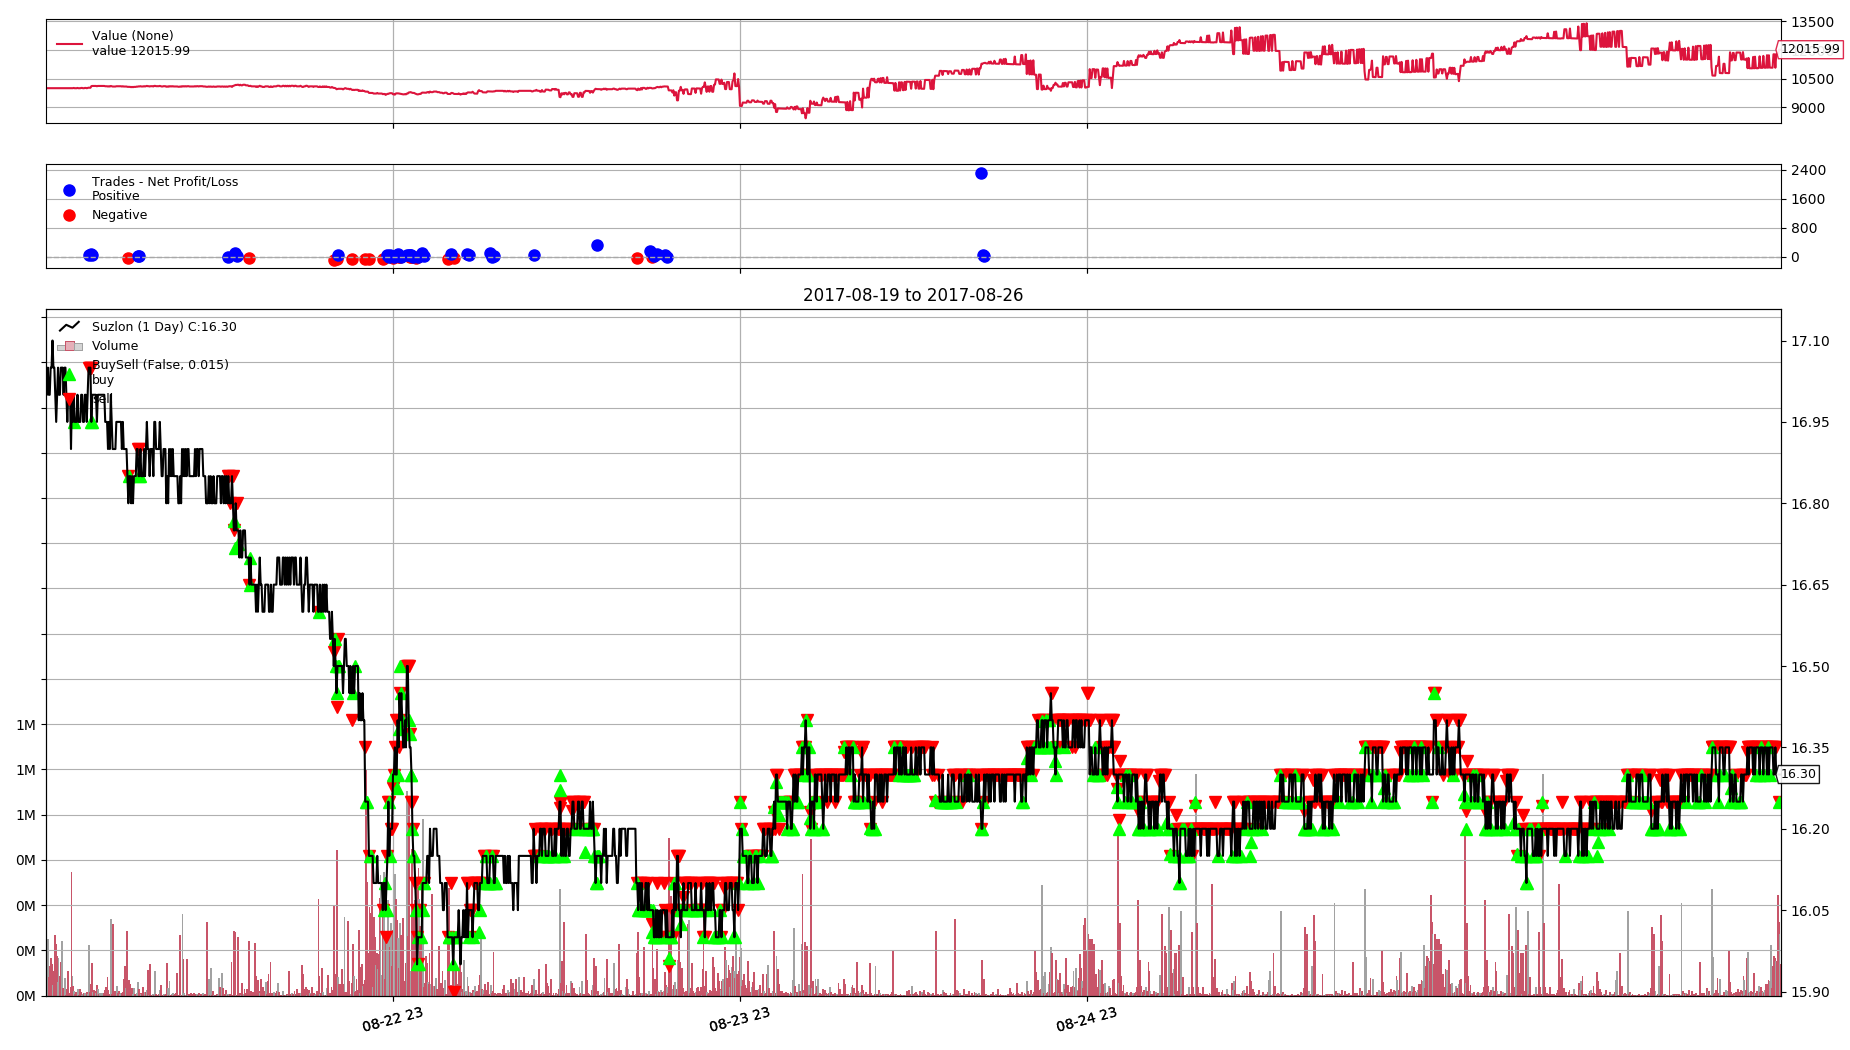 Value (None)
value 12015.99
13500
12015.99
10500
9000
Trades - Net Profit/Loss
Positive
Negative
2400
1600
800
0
2017-08-19 to 2017-08-26
Suzlon (1 Day) C:16.30
Volume
BuySell (False, 0.015)
buy
sell
17.10
16.95
16.80
16.65
16.50
16.35
16.30
16.20
16.05
15.90
1M
1M
1M
0M
0M
0M
0M
08-22 23
08-23 23
08-24 23